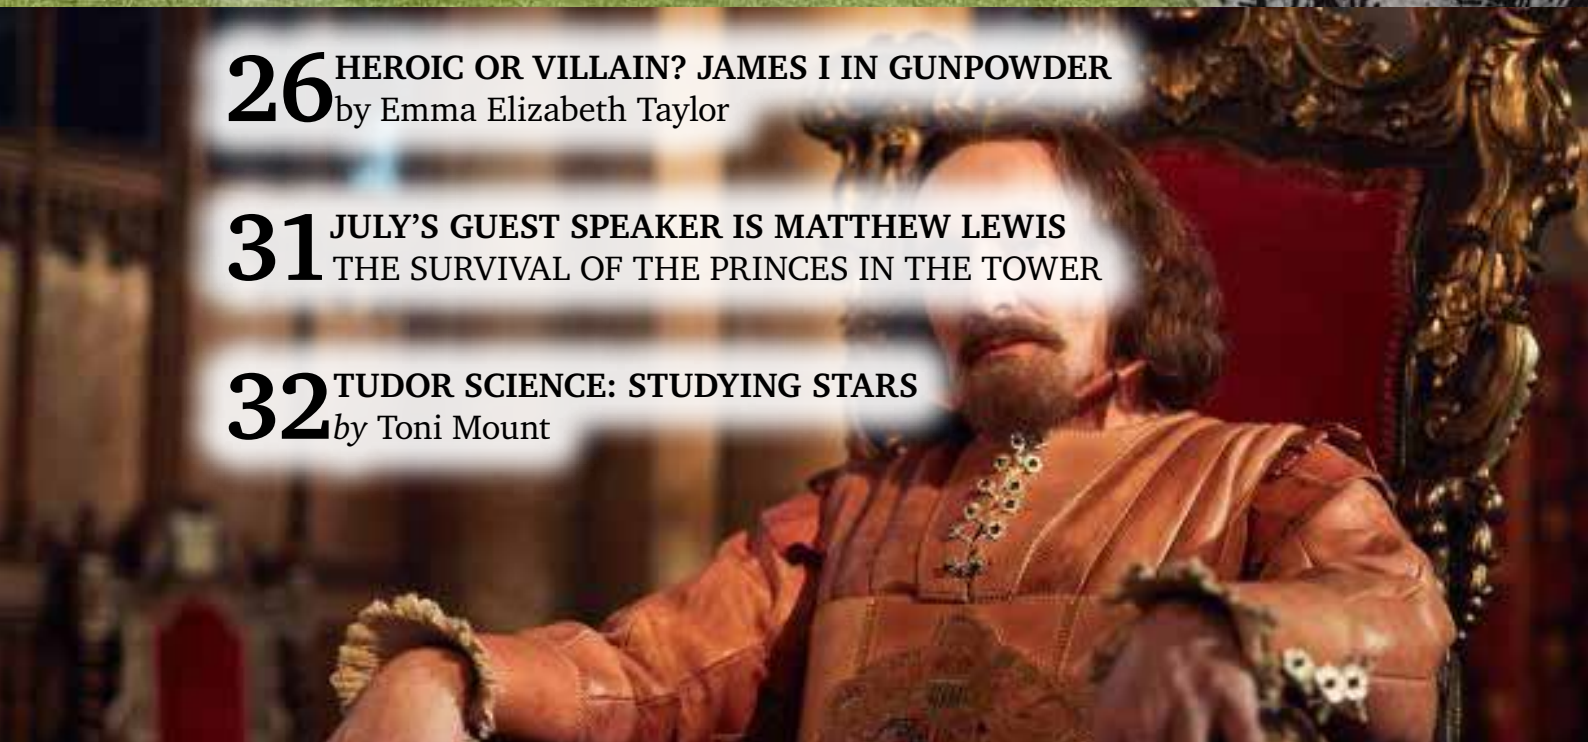 26 HEROIC OR VILLAIN? JAMES I IN GUNPOWDER
by Emma Elizabeth Taylor
31 JULY’S GUEST SPEAKER IS MATTHEW LEWIS
THE SURVIVAL OF THE PRINCES IN THE TOWER
32 TUDOR SCIENCE: STUDYING STARS
by Toni Mount